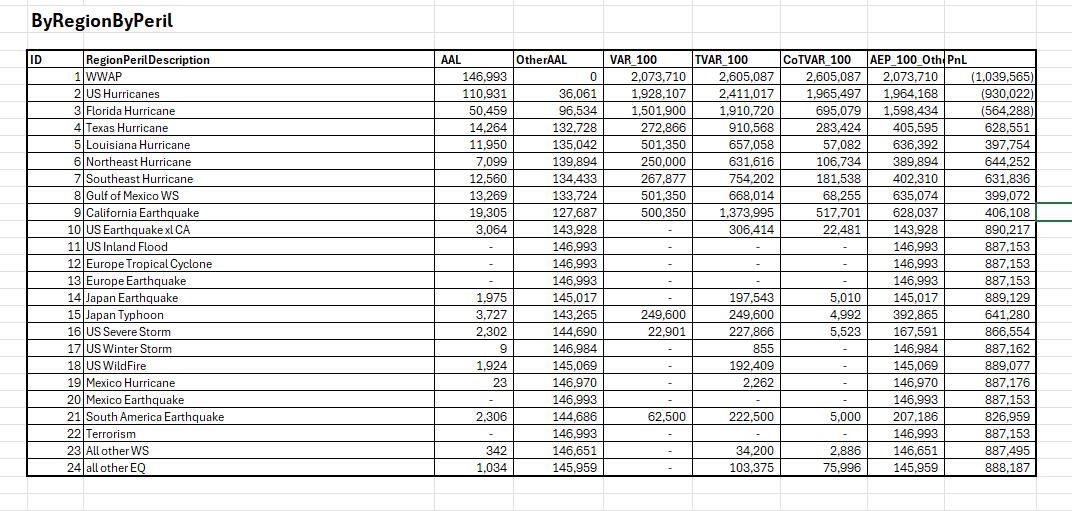 ByRegionByPeril
ID RegionPerilDescription AAL OtherAAL VAR_100 TVAR_100 CoTVAR_100 AEP_100_Othe PnL
1 WWAP 146,993 0 2,073,710 2,605,087 2,605,087 2,073,710 (1,039,565)
2 US Hurricanes 110,931 36,061 1,928,107 2,411,017 1,965,497 1,964,168 (930,022)
3 Florida Hurricane 50,459 96,534 1,501,900 1,910,720 695,079 1,598,434 (564,288)
4 Texas Hurricane 14,264 132,728 272,866 910,568 283,424 405,595 628,551
5 Louisiana Hurricane 11,950 135,042 501,350 657,058 57,082 636,392 397,754
6 Northeast Hurricane 7,099 139,894 250,000 631,616 106,734 389,894 644,252
7 Southeast Hurricane 12,560 134,433 267,877 754,202 181,538 402,310 631,836
8 Gulf of Mexico WS 13,269 133,724 501,350 668,014 68,255 635,074 399,072
9 California Earthquake 19,305 127,687 500,350 1,373,995 517,701 628,037 406,108
10 US Earthquake xl CA 3,064 143,928 - 306,414 22,481 143,928 890,217
11 US Inland Flood - 146,993 - - - 146,993 887,153
12 Europe Tropical Cyclone - 146,993 - - - 146,993 887,153
13 Europe Earthquake - 146,993 - - - 146,993 887,153
14 Japan Earthquake 1,975 145,017 - 197,543 5,010 145,017 889,129
15 Japan Typhoon 3,727 143,265 249,600 249,600 4,992 392,865 641,280
16 US Severe Storm 2,302 144,690 22,901 227,866 5,523 167,591 866,554
17 US Winter Storm 9 146,984 - 855 - 146,984 887,162
18 US WildFire 1,924 145,069 - 192,409 - 145,069 889,077
19 Mexico Hurricane 23 146,970 - 2,262 - 146,970 887,176
20 Mexico Earthquake - 146,993 - - - 146,993 887,153
21 South America Earthquake 2,306 144,686 62,500 222,500 5,000 207,186 826,959
22 Terrorism - 146,993 - - - 146,993 887,153
23 All other WS 342 146,651 - 34,200 2,886 146,651 887,495
24 all other EQ 1,034 145,959 - 103,375 75,996 145,959 888,187